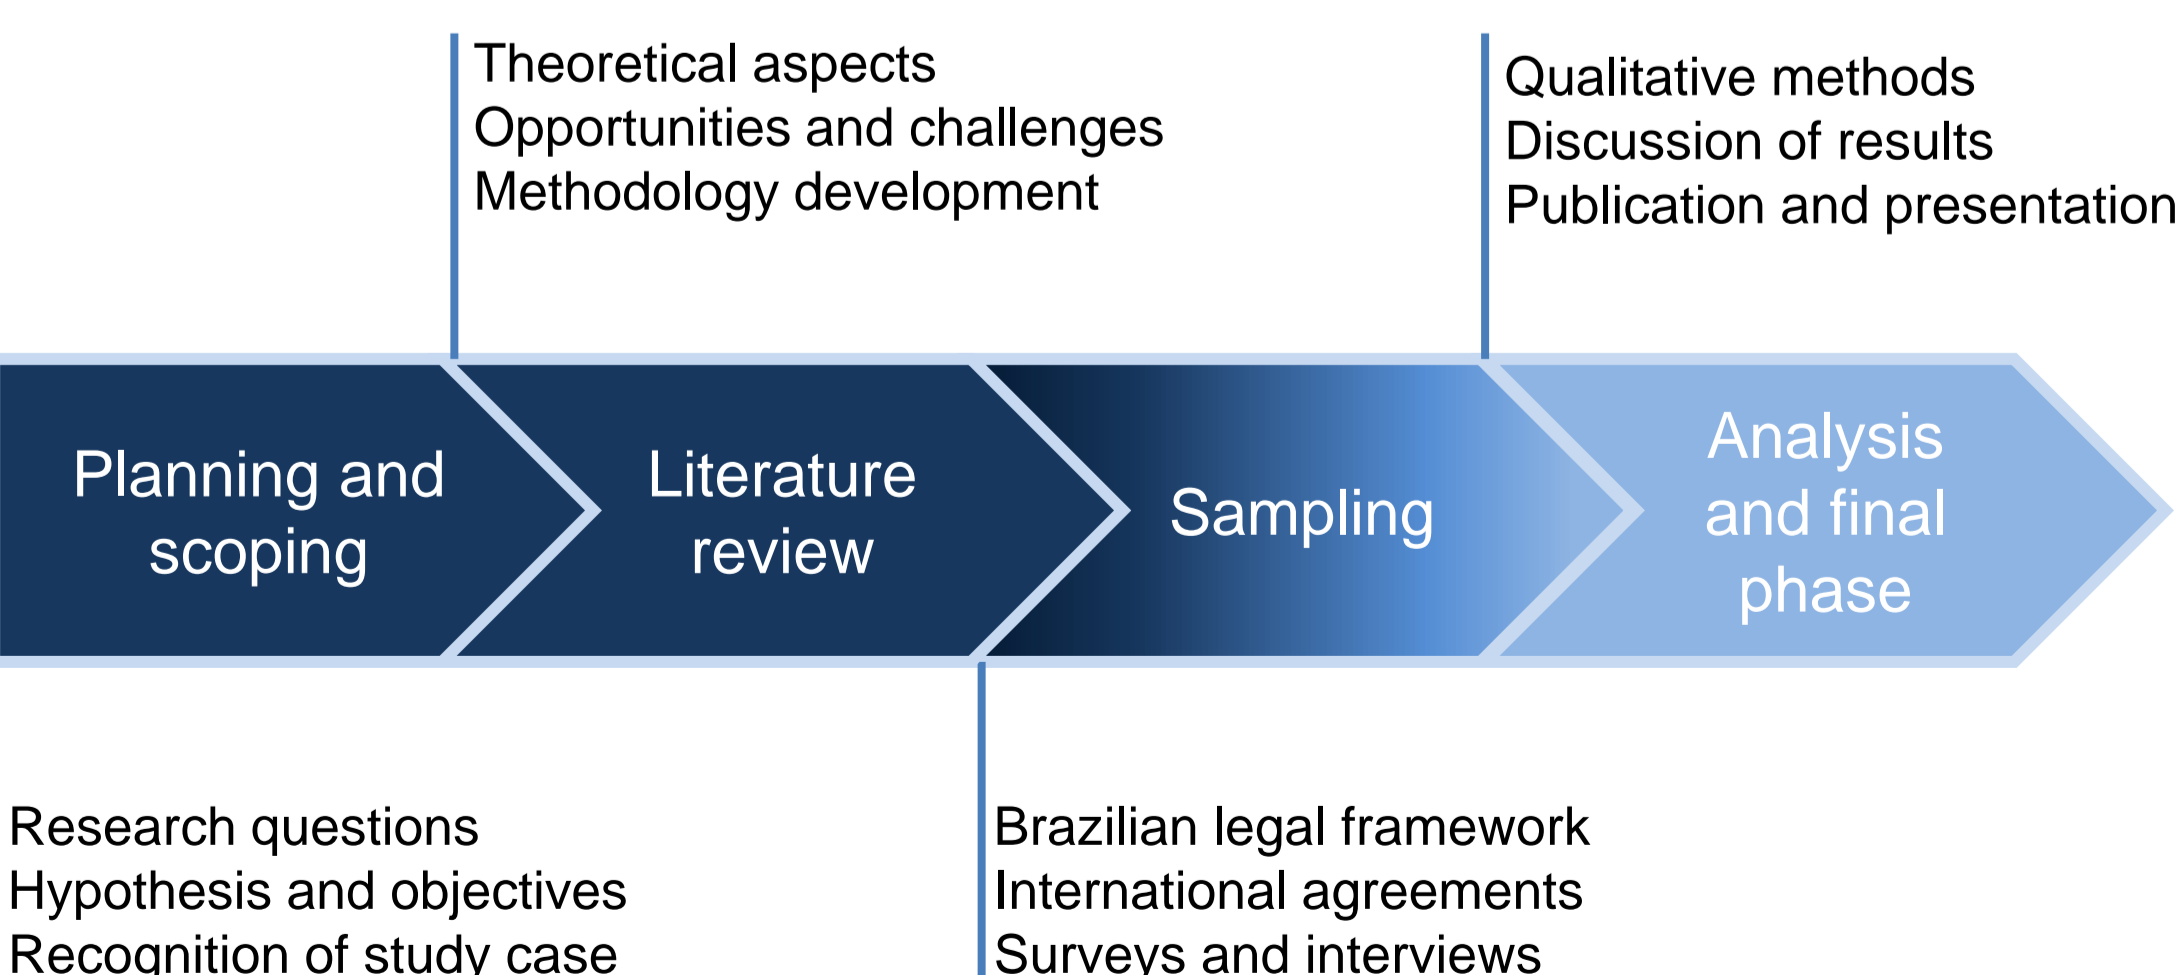 Theoretical aspects
Opportunities and challenges
Methodology development
Qualitative methods
Discussion of results
Publication and presentation
Planning and
scoping
Literature
review
Sampling
Analysis
and final
phase
Research questions
Hypothesis and objectives
Recognition of study case
Brazilian legal framework
International agreements
Surveys and interviews